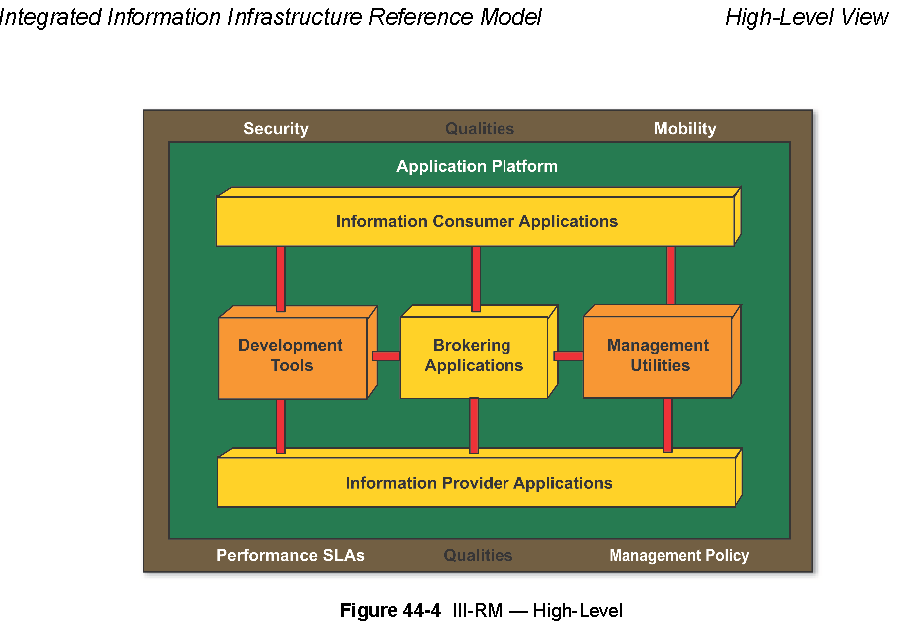 Integrated Information Infrastructure Reference Model High-Level View
Security Qualities Mobility
Application Platform
Information Consumer Applications
Development
Tools
Brokering
Applications
Management
Utilities
Information Provider Applications
Performance SLAs Qualities Management Policy
Figure 44-4 III-RM — High-Level